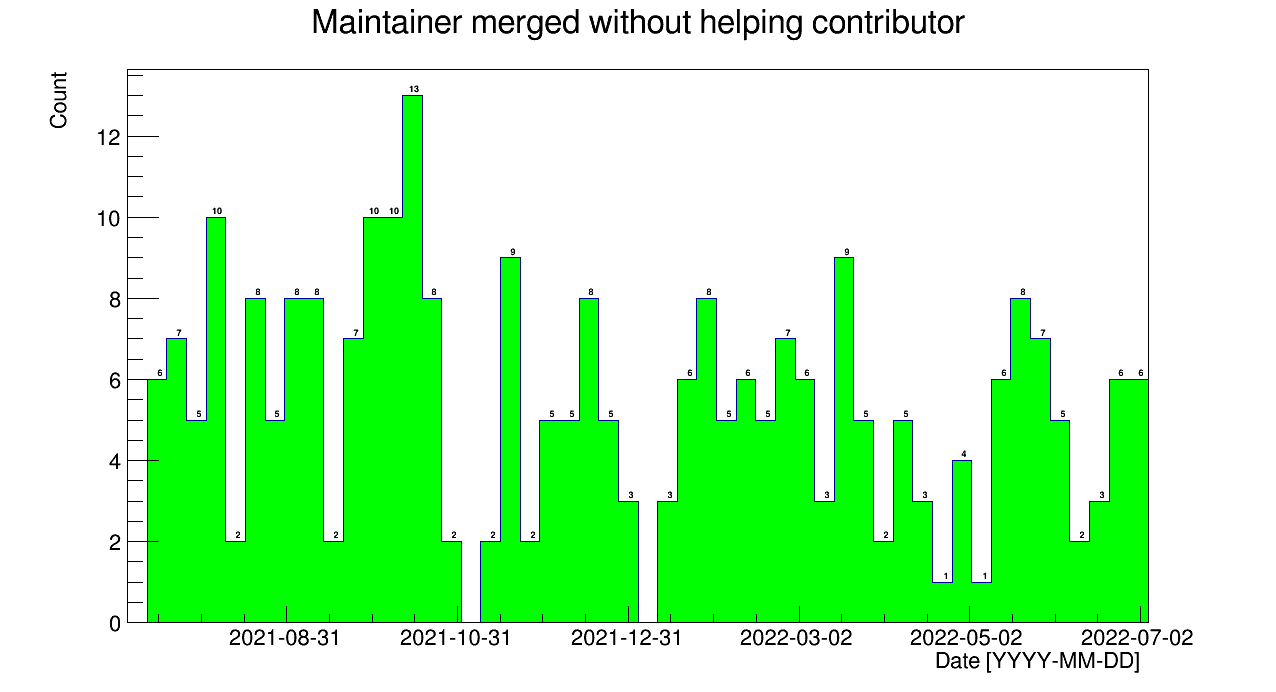 Maintainer merged without helping contributor
Count
12
10
8
6
4
2
0
6 7 5 10 2 8 5 8 8 2 7 10 10 13 8 2 2 9 2 5 5 8 5 3 3 6 8 5 6 5 7 6 3 9 5 2 5 3 1 4 1 6 8 7 5 2 3 6 6
2021-08-31 2021-10-31 2021-12-31 2022-03-02 2022-05-02 2022-07-02
Date [YYYY-MM-DD]